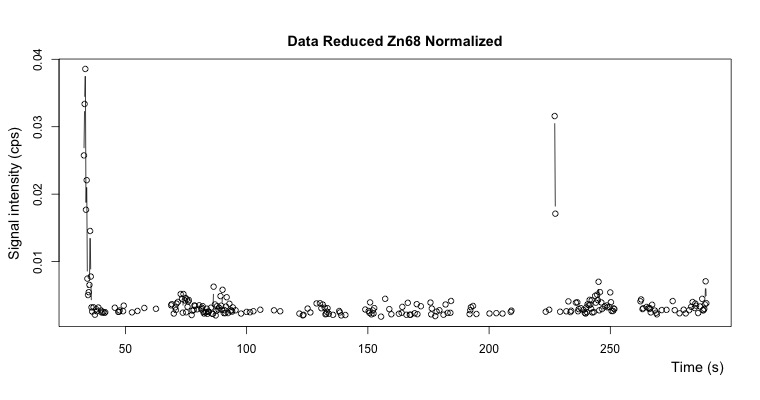 Data Reduced Zn68 Normalized
Signal intensity (cps)
0.04
0.03
0.02
0.01
50 100 150 200 250
Time (s)